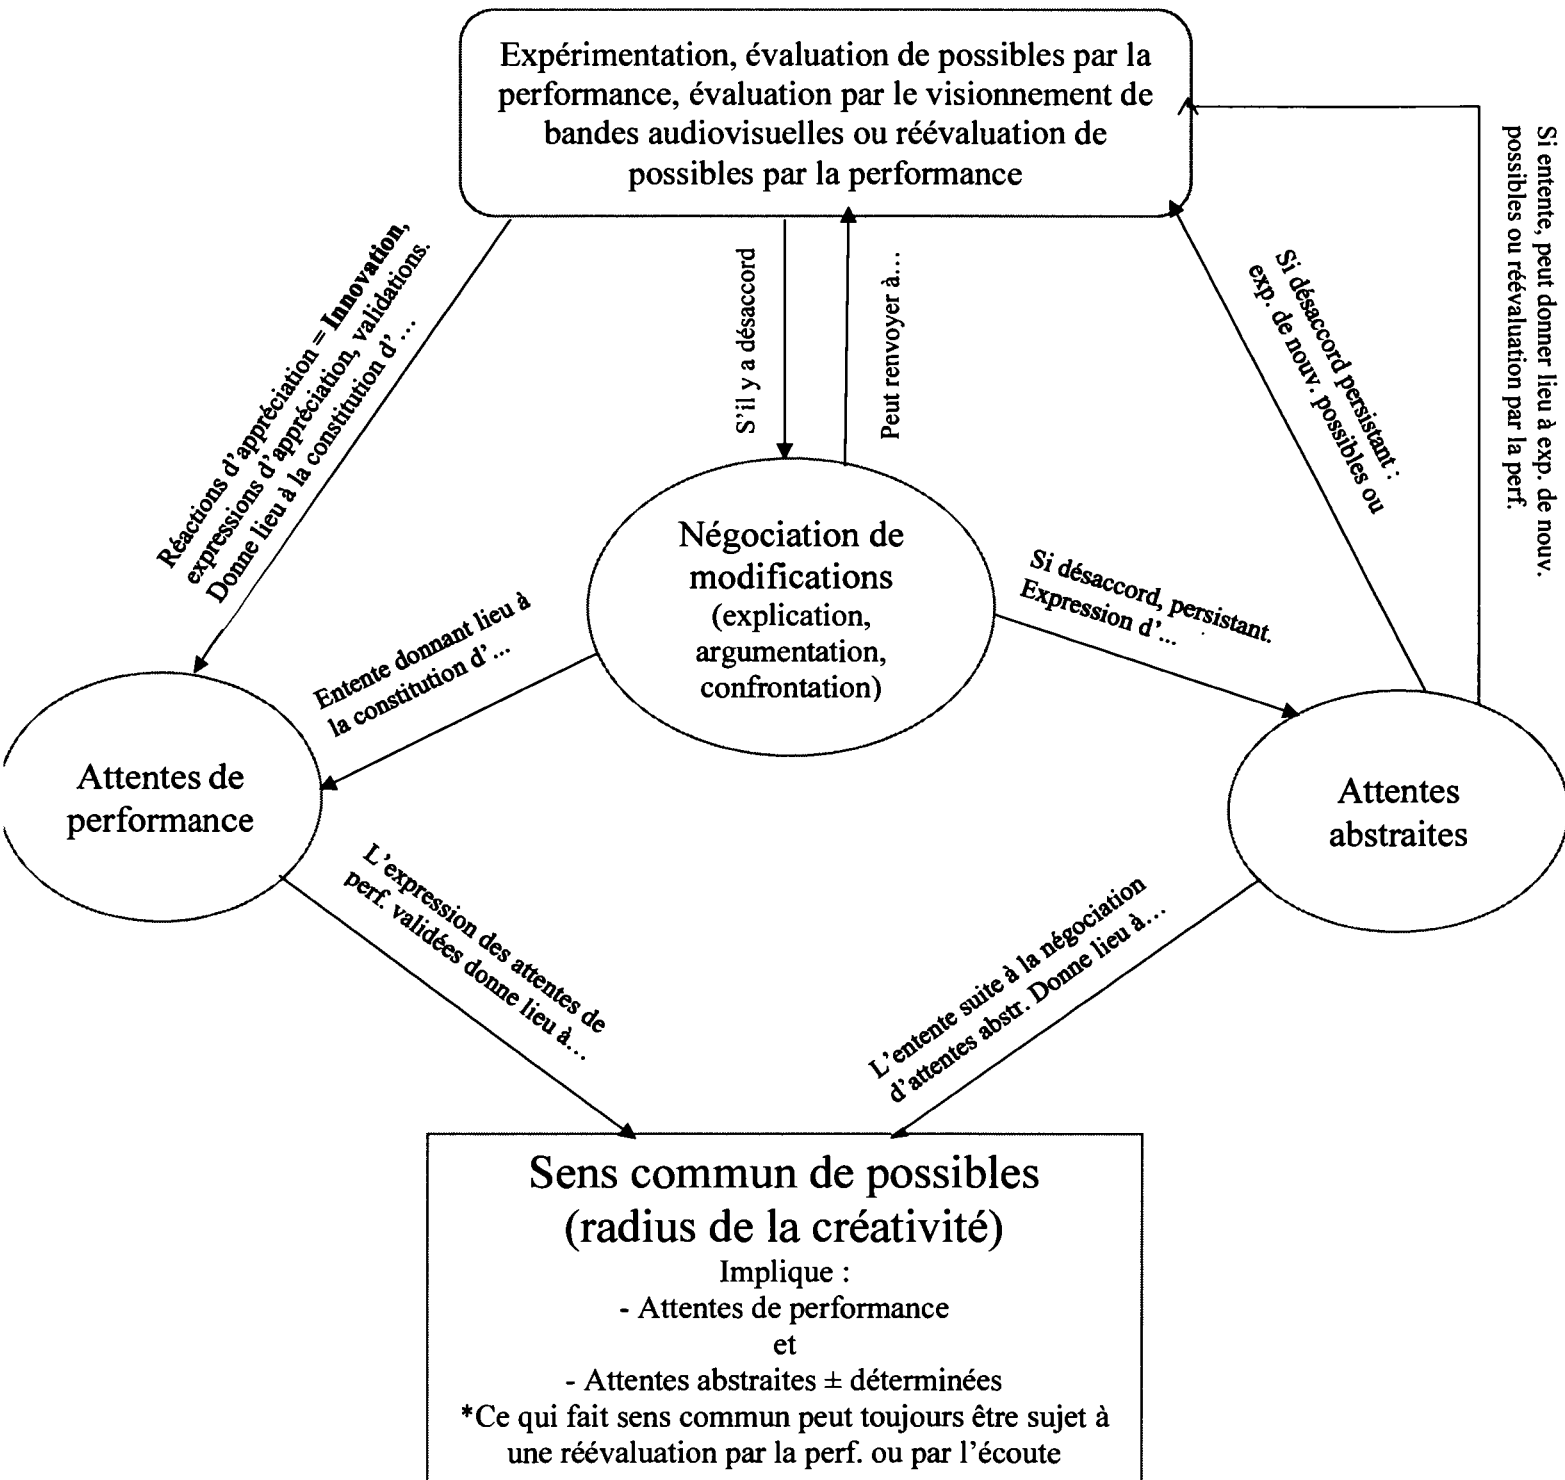 Expérimentation, évaluation de possibles par la
performance, évaluation par le visionnement de
bandes audiovisuelles ou réévaluation de
possibles par la performance
Si entente, peut donner lieu à exp. de nouv.
possibles ou réévaluation par la perf.
Réactions d'appréciation = Innovation,
expressions d'appréciation, validations.
Donne lieu à la constitution d'…
S'il y a désaccord
Peut renvoyer à…
Si désaccord persistant :
exp. de nouv. possibles ou
Négociation de
modifications
(explication,
argumentation,
confrontation)
Si désaccord, persistant.
Expression d'...
Entente donnant lieu à
la constitution d'...
Attentes de
performance
Attentes
abstraites
L'expression des attentes de
perf. validées donne lieu à…
L'entente suite à la négociation
d'attentes abstr. Donne lieu à…
Sens commun de possibles
(radius de la créativité)
Implique :
- Attentes de performance
et
- Attentes abstraites ± déterminées
*Ce qui fait sens commun peut toujours être sujet à
une réévaluation par la perf. ou par l'écoute